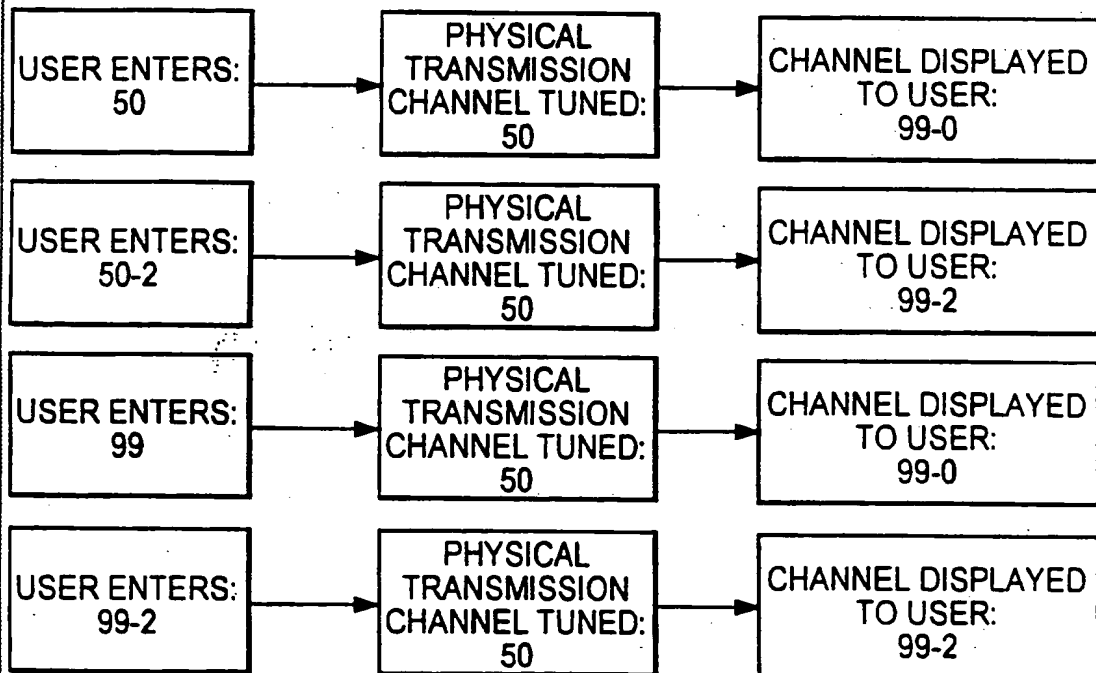 USER ENTERS:
50
PHYSICAL
TRANSMISSION
CHANNEL TUNED:
50
CHANNEL DISPLAYED
TO USER:
99-0
USER ENTERS:
50-2
PHYSICAL
TRANSMISSION
CHANNEL TUNED:
50
CHANNEL DISPLAYED
TO USER:
99-2
USER ENTERS:
99
PHYSICAL
TRANSMISSION
CHANNEL TUNED:
50
CHANNEL DISPLAYED
TO USER:
99-0
USER ENTERS:
99-2
PHYSICAL
TRANSMISSION
CHANNEL TUNED:
50
CHANNEL DISPLAYED
TO USER:
99-2